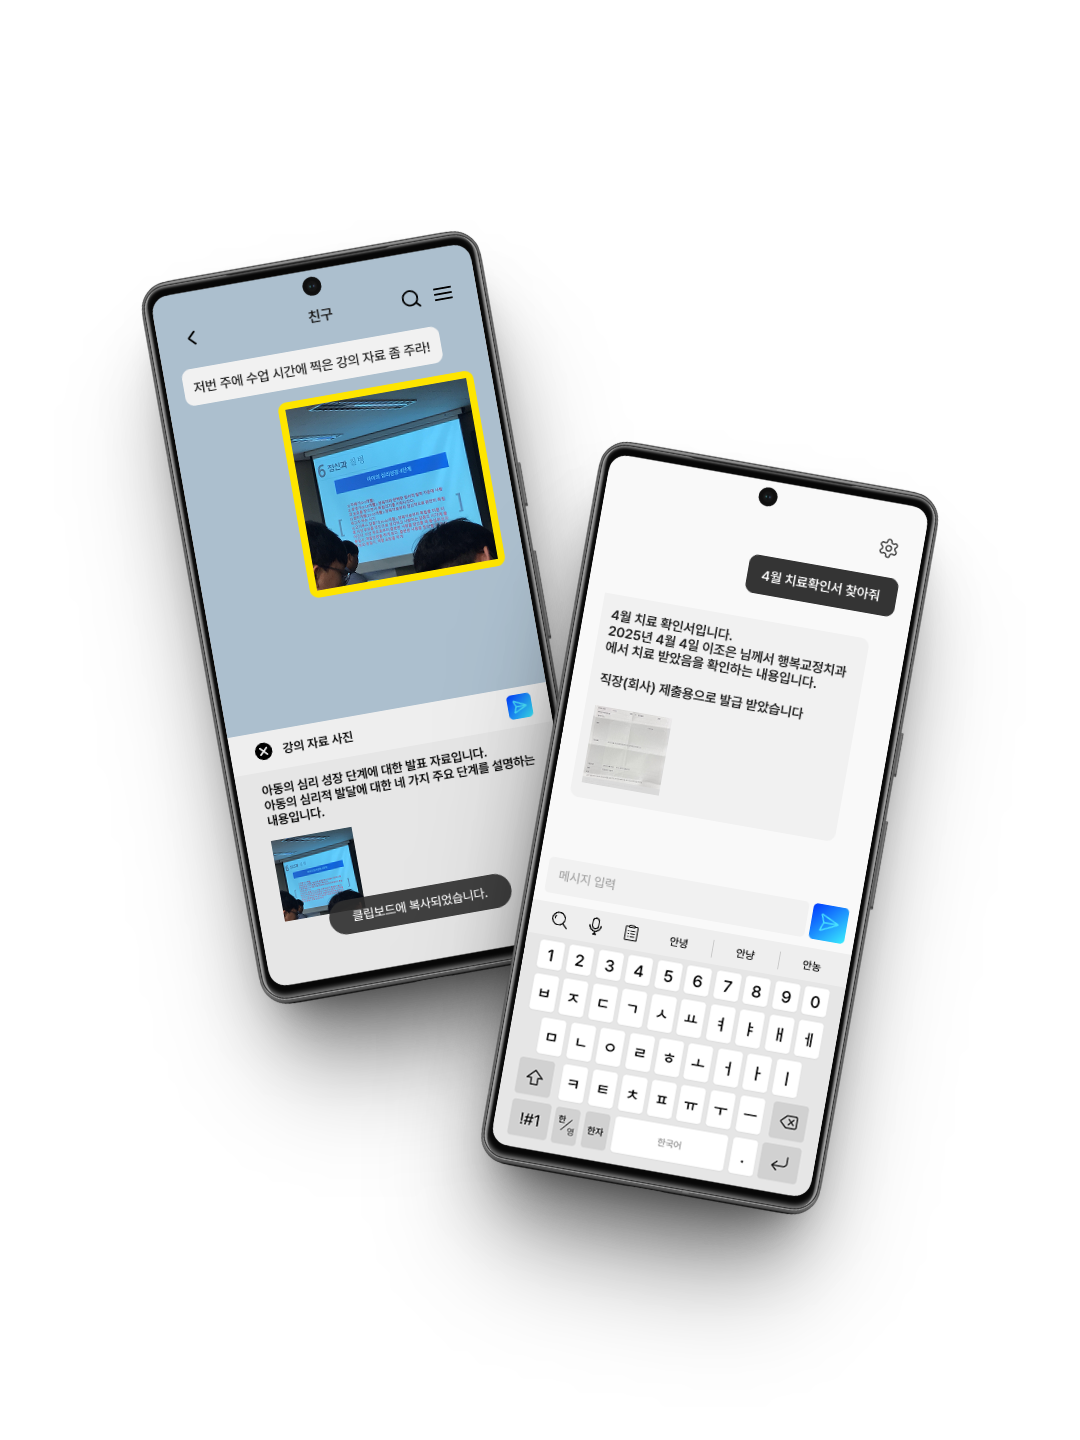 친구
저번 주에 수업 시간에 찍은 강의 자료 좀 주라!
6 정신과
아이의 심리성장 4단계
강의 자료 사진
아동의 심리 성장 단계에 대한 발표 자료입니다.
아동의 심리적 발달에 대한 네 가지 주요 단계를 설명하는
내용입니다.
클립보드에 복사되었습니다.
4월 치료확인서 찾아줘
4월 치료 확인서입니다.
2025년 4월 4일 이조은 님께서 행복교정치과
에서 치료 받았음을 확인하는 내용입니다.
직장(회사) 제출용으로 발급 받았습니다
메시지 입력
안녕 안냥 안농
1 2 3 4 5 6 7 8 9 0
ㅂ ㅈ ㄷ ㄱ ㅅ ㅛ ㅕ ㅑ ㅐ ㅔ
ㅁ ㄴ ㅇ ㄹ ㅎ ㅗ ㅓ ㅏ ㅣ
ㅋ ㅌ ㅊ ㅍ ㅠ ㅜ ㅡ
!#1 한/영 한자 한국어 .